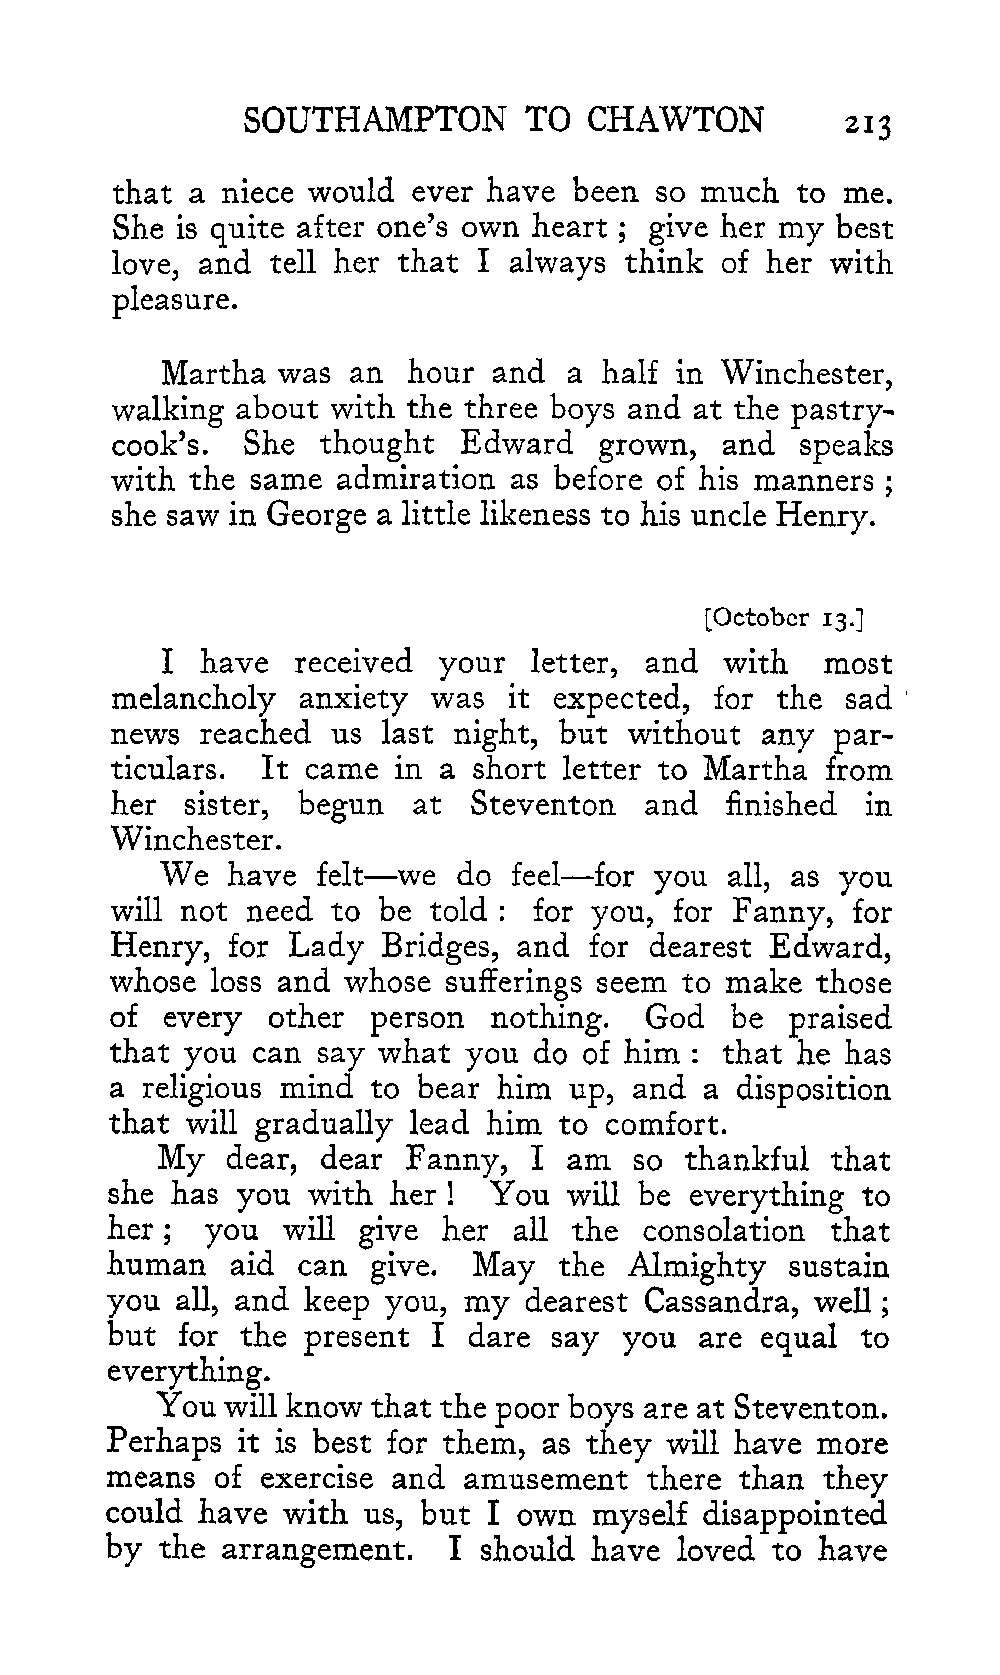 SOUTHAMPTON TO CHAWTON 213
that a niece would ever have been so much to me.
She is quite after one's own heart ; give her my best
love, and tell her that I always think of her with
pleasure.
Martha was an hour and a half in Winchester,
walking about with the three boys and at the pastry-
cook's. She thought Edward grown, and speaks
with the same admiration as before of his manners ;
she saw in George a little likeness to his uncle Henry.
[October 13.]
I have received your letter, and with most
melancholy anxiety was it expected, for the sad
news reached us last night, but without any par-
ticulars. It came in a short letter to Martha from
her sister, begun at Steventon and finished in
Winchester.
We have felt—we do feel—for you all, as you
will not need to be told : for you, for Fanny, for
Henry, for Lady Bridges, and for dearest Edward,
whose loss and whose sufferings seem to make those
of every other person nothing. God be praised
that you can say what you do of him : that he has
a religious mind to bear him up, and a disposition
that will gradually lead him to comfort.
My dear, dear Fanny, I am so thankful that
she has you with her ! You will be everything to
her ; you will give her all the consolation that
human aid can give. May the Almighty sustain
you all, and keep you, my dearest Cassandra, well ;
but for the present I dare say you are equal to
everything.
You will know that the poor boys are at Steventon.
Perhaps it is best for them, as they will have more
means of exercise and amusement there than they
could have with us, but I own myself disappointed
by the arrangement. I should have loved to have